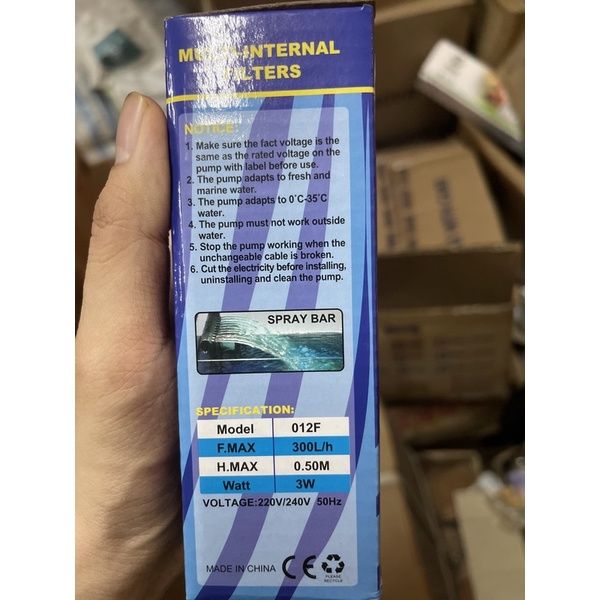 MULTI-INTERNAL
FILTERS
NOTICE:
1. Make sure the fact voltage is the
same as the rated voltage on the
pump with label before use.
2. The pump adapts to fresh and
marine water.
3. The pump adapts to 0°C-35°C
water.
4. The pump must not work outside
water.
5. Stop the pump working when the
unchangeable cable is broken.
6. Cut the electricity before installing,
uninstalling and clean the pump.
SPRAY BAR
SPECIFICATION:
Model 012F
F.MAX 300L/h
H.MAX 0.50M
Watt 3W
VOLTAGE:220V/240V 50Hz
MADE IN CHINA CE PLEASE
RECYCLE